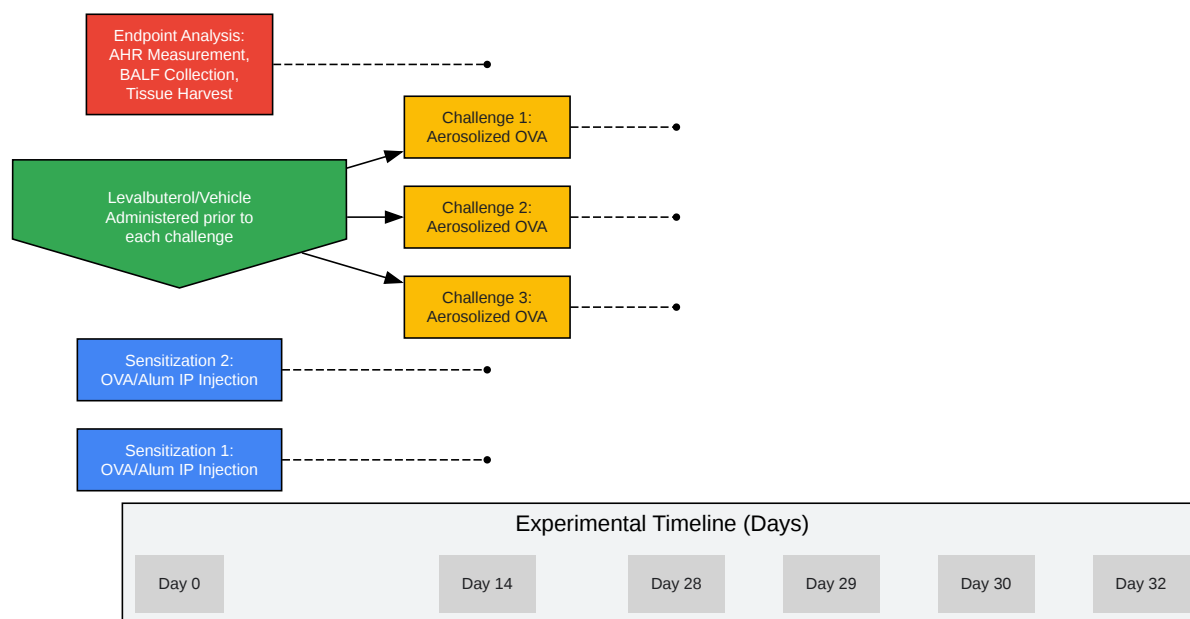 Endpoint Analysis:
AHR Measurement,
BALF Collection,
Tissue Harvest
Challenge 1:
Aerosolized OVA
Levalbuterol/Vehicle
Administered prior to
each challenge
Challenge 2:
Aerosolized OVA
Challenge 3:
Aerosolized OVA
Sensitization 2:
OVA/Alum IP Injection
Sensitization 1:
OVA/Alum IP Injection
Experimental Timeline (Days)
Day 0
Day 14
Day 28
Day 29
Day 30
Day 32